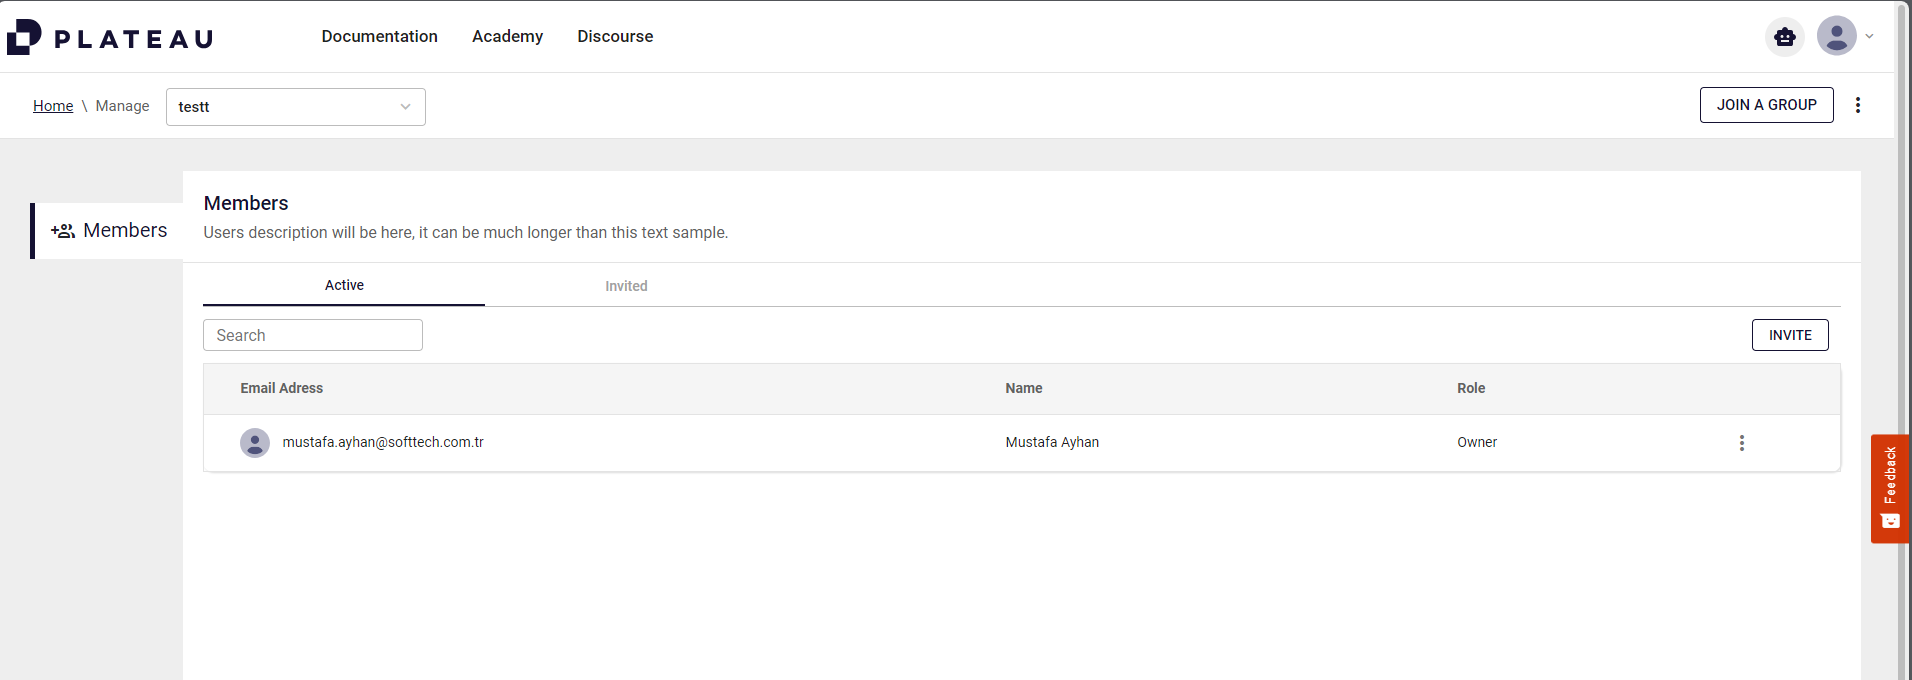 PLATEAU
Documentation Academy Discourse
Home \ Manage testt JOIN A GROUP
Members
Members
Users description will be here, it can be much longer than this text sample.
Active Invited
Search INVITE
Email Adress Name Role
mustafa.ayhan@softtech.com.tr Mustafa Ayhan Owner
Feedback